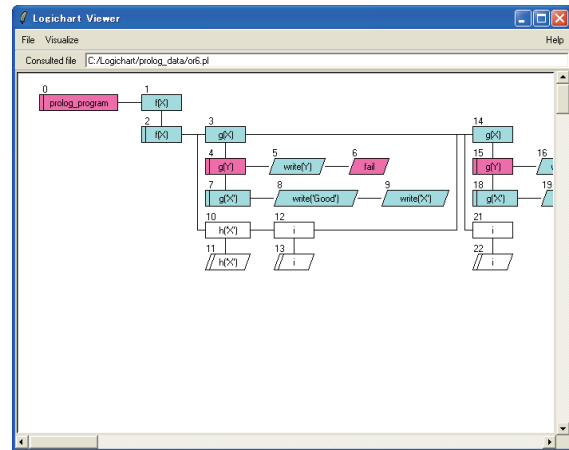 Logichart Viewer
File Visualize Help
Consulted file C:/Logichart/prolog_data/or6.pl
0 1
prolog_program f(X)
2 3 14
f(X) g(X) g(X)
4 5 6 15 16
g(Y) write(Y) fail g(Y)
7 8 9 18 19
g('X') write('Good') write('X') g('X')
10 12 21
h('X') i i
11 13 22
h('X') i i